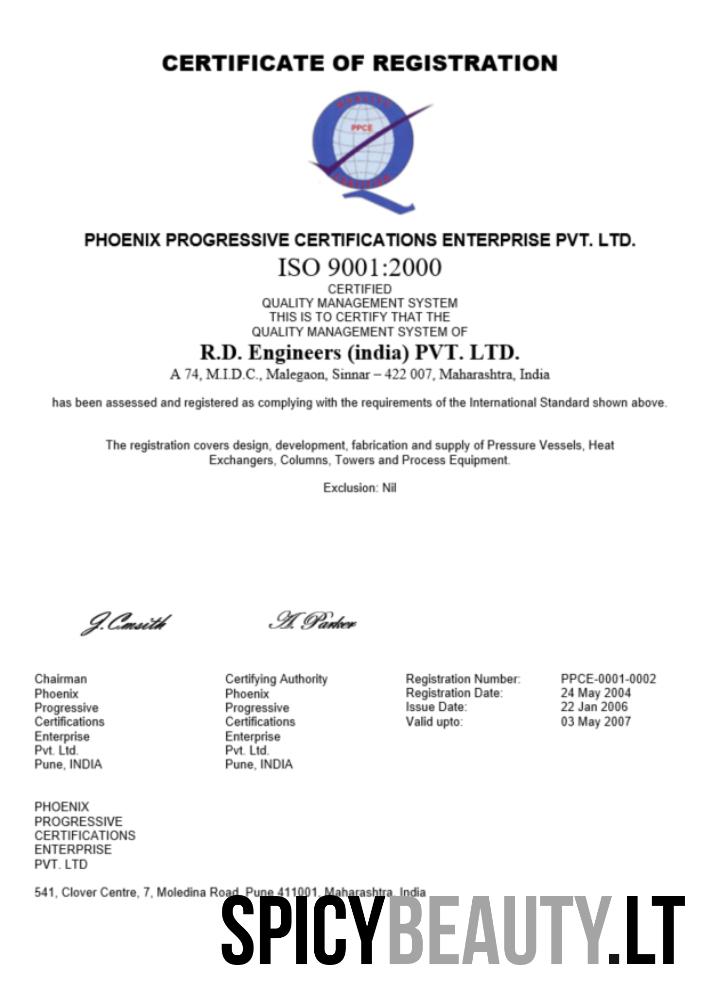 CERTIFICATE OF REGISTRATION
QUALITY
PPCE
CERTIFIED
PHOENIX PROGRESSIVE CERTIFICATIONS ENTERPRISE PVT. LTD.
ISO 9001:2000
CERTIFIED
QUALITY MANAGEMENT SYSTEM
THIS IS TO CERTIFY THAT THE
QUALITY MANAGEMENT SYSTEM OF
R.D. Engineers (india) PVT. LTD.
A 74, M.I.D.C., Malegaon, Sinnar – 422 007, Maharashtra, India
has been assessed and registered as complying with the requirements of the International Standard shown above.
The registration covers design, development, fabrication and supply of Pressure Vessels, Heat
Exchangers, Columns, Towers and Process Equipment.
Exclusion: Nil
J.Cmsith
A. Parker
Chairman
Phoenix
Progressive
Certifications
Enterprise
Pvt. Ltd.
Pune, INDIA
Certifying Authority
Phoenix
Progressive
Certifications
Enterprise
Pvt. Ltd.
Pune, INDIA
Registration Number: PPCE-0001-0002
Registration Date: 24 May 2004
Issue Date: 22 Jan 2006
Valid upto: 03 May 2007
PHOENIX
PROGRESSIVE
CERTIFICATIONS
ENTERPRISE
PVT. LTD
541, Clover Centre, 7, Moledina Road, Pune 411001, Maharashtra, India
SPICYBEAUTY.LT